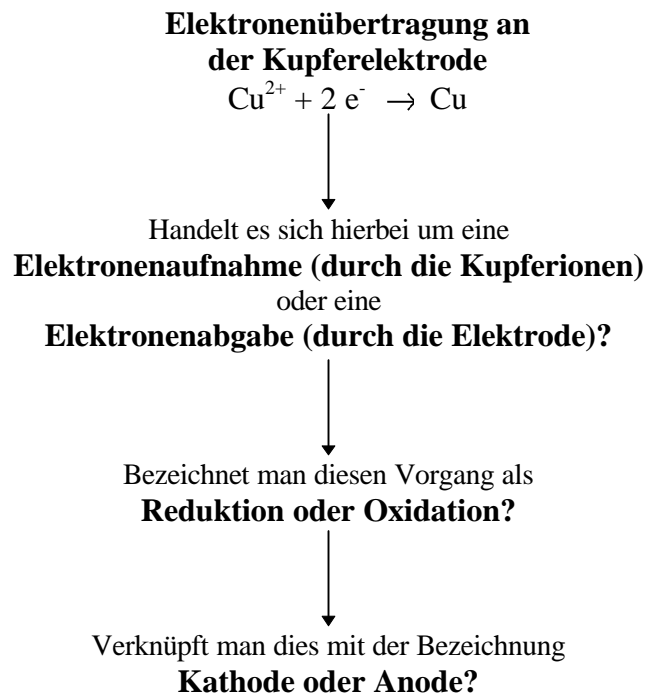 Elektronenübertragung an
der Kupferelektrode
Cu²⁺ + 2 e⁻ → Cu
Handelt es sich hierbei um eine
Elektronenaufnahme (durch die Kupferionen)
oder eine
Elektronenabgabe (durch die Elektrode)?
Bezeichnet man diesen Vorgang als
Reduktion oder Oxidation?
Verknüpft man dies mit der Bezeichnung
Kathode oder Anode?